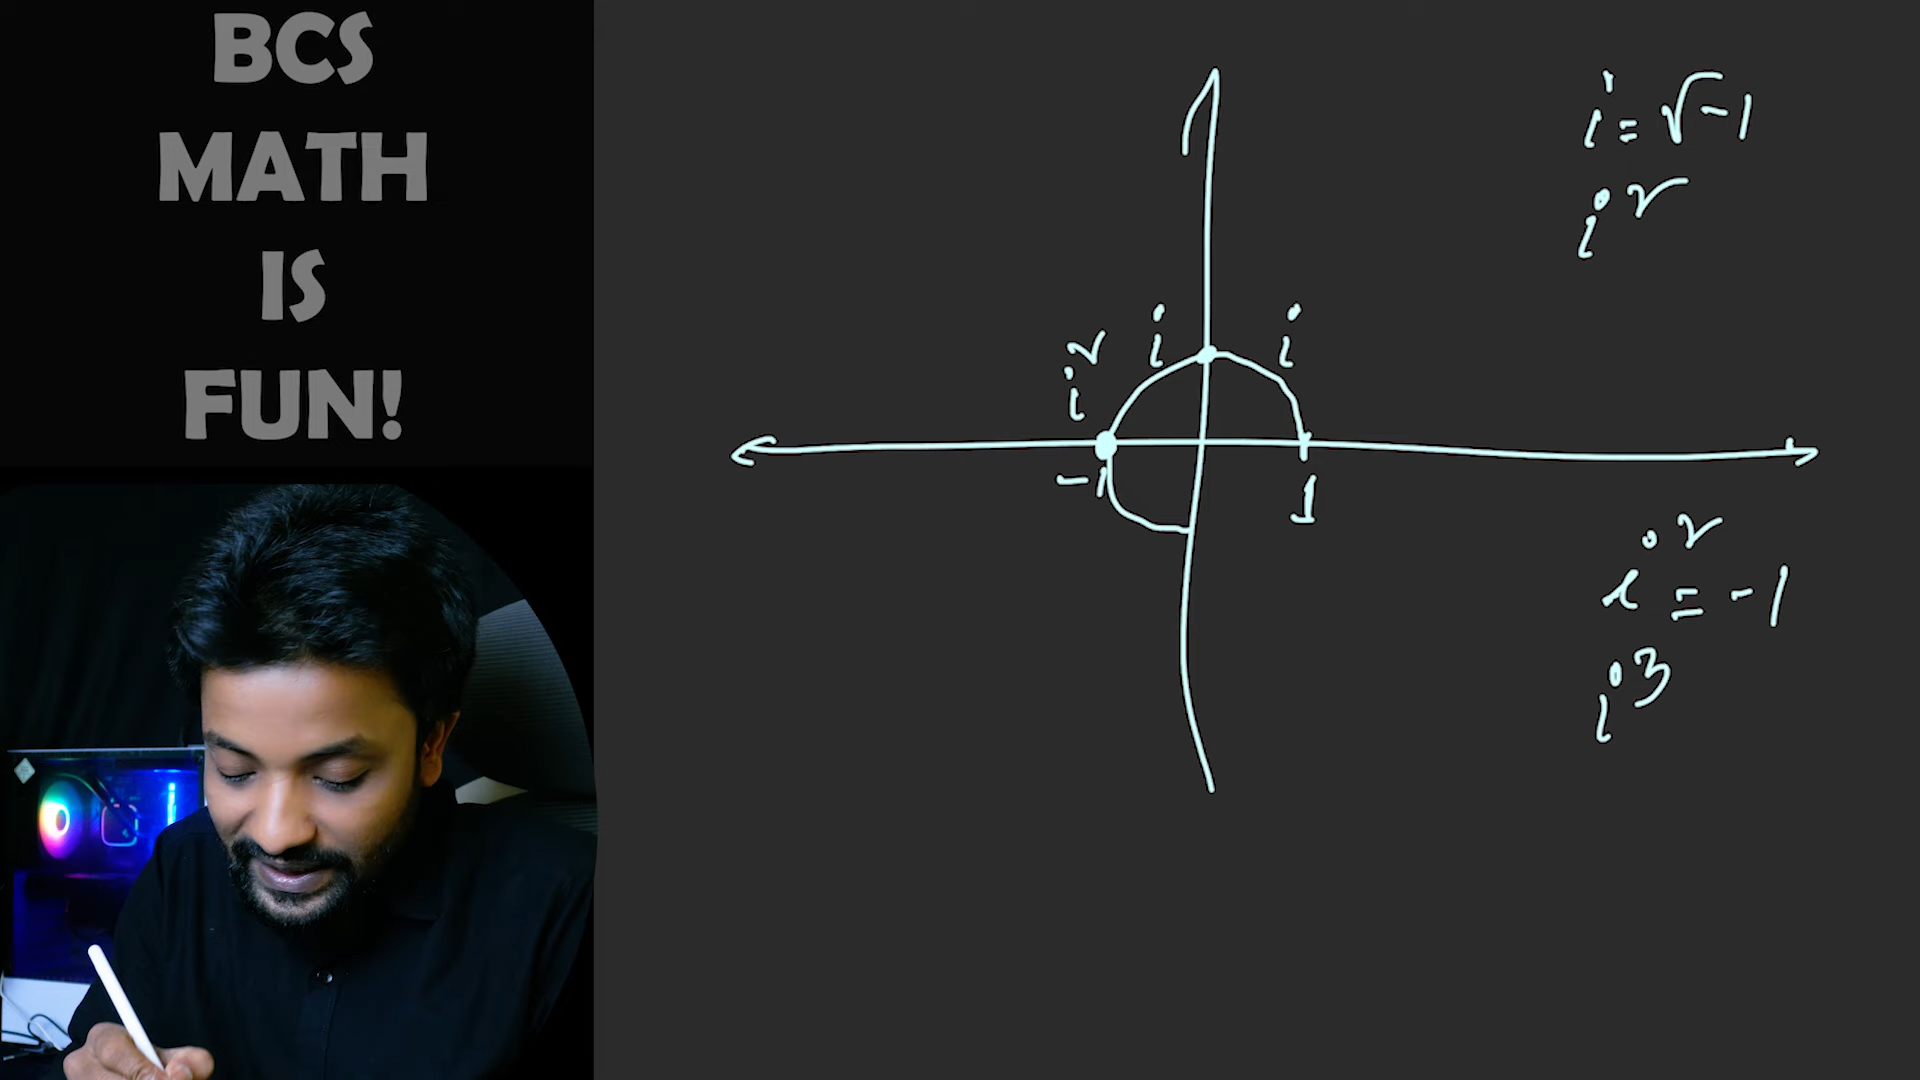 BCS
MATH
IS
FUN!
i = √-1
i²
i
i
i²
-1
1
i² = -1
i3